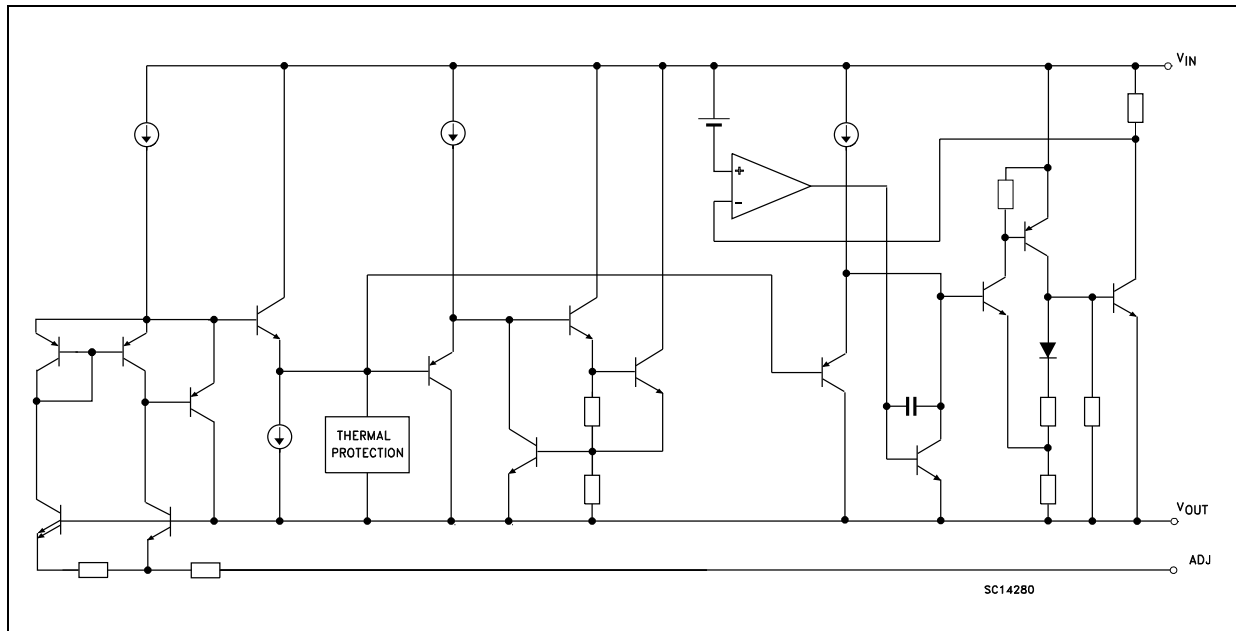 VIN
+
-
THERMAL
PROTECTION
VOUT
ADJ
SC14280